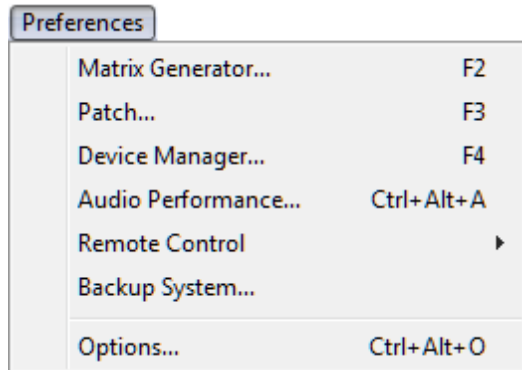 Preferences
Matrix Generator... F2
Patch... F3
Device Manager... F4
Audio Performance... Ctrl+Alt+A
Remote Control
Backup System...
Options... Ctrl+Alt+O